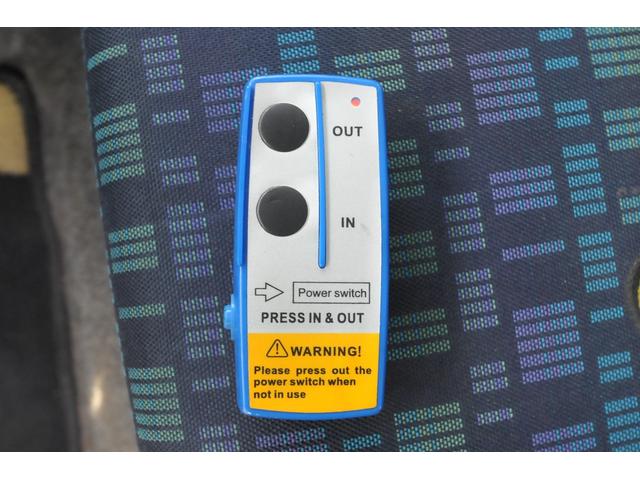 OUT
IN
Power switch
PRESS IN & OUT
WARNING!
Please press out the
power switch when
not in use